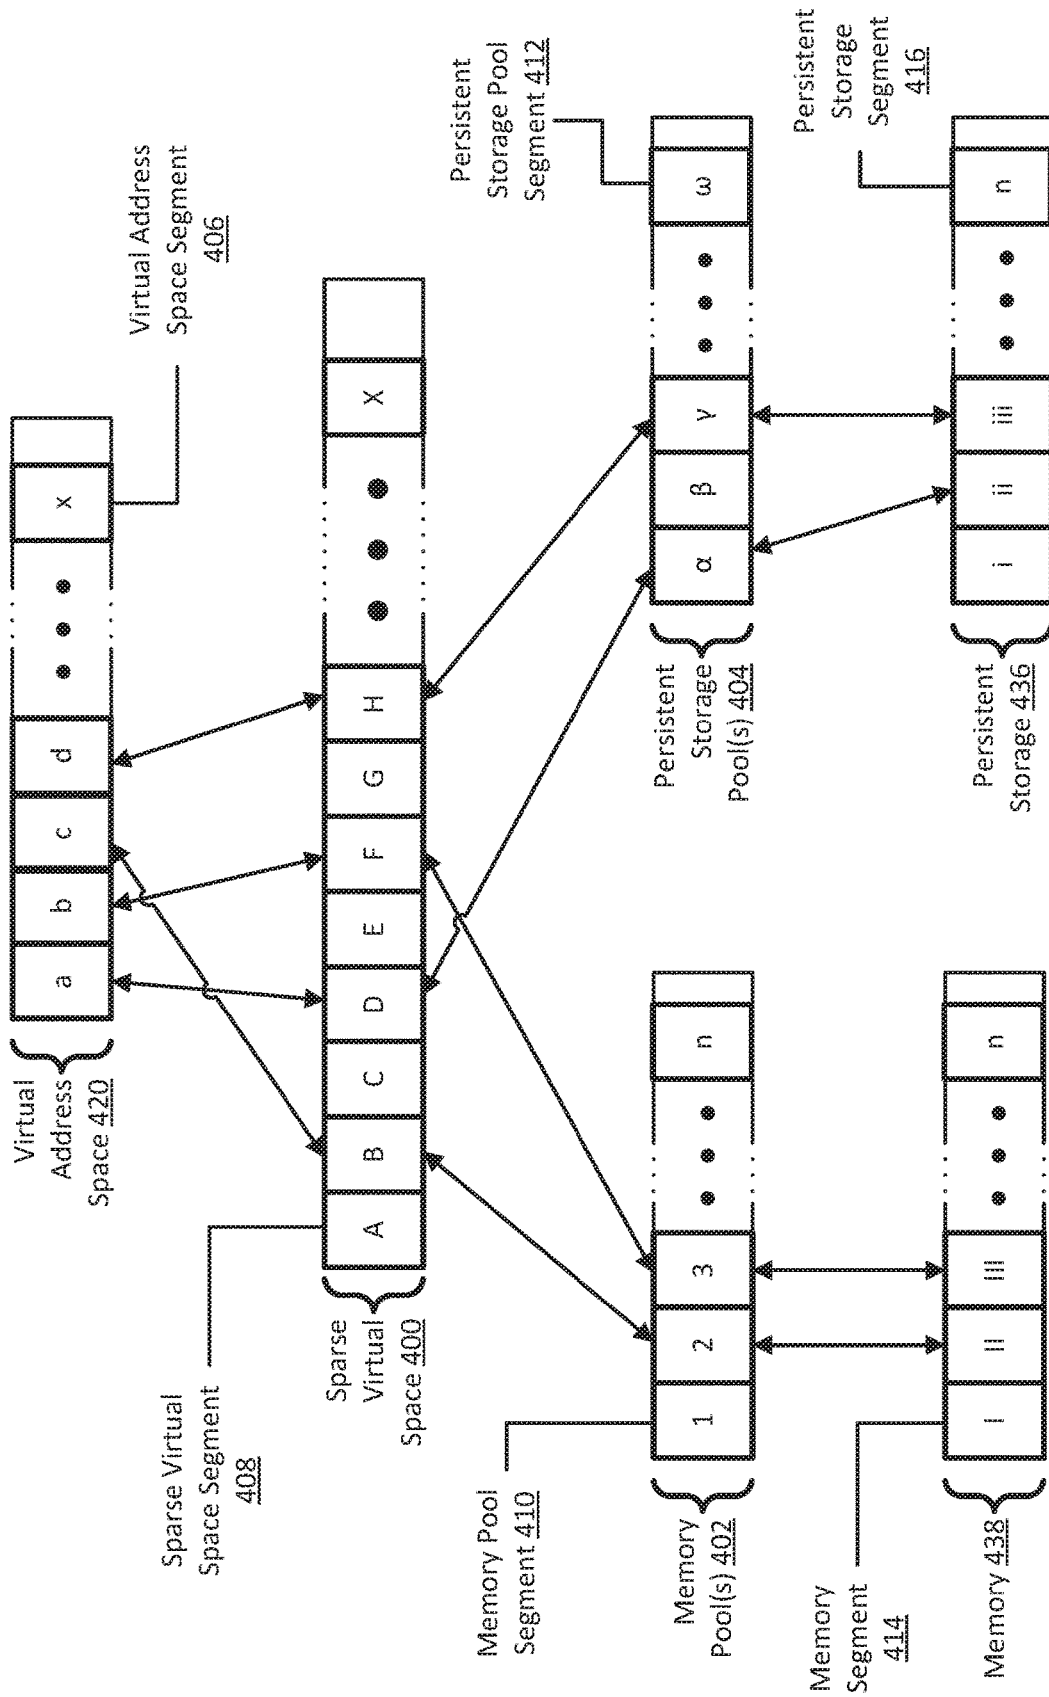 Virtual
Address
Space 420
a
b
c
d
x
Virtual Address
Space Segment
406
Sparse Virtual
Space Segment
408
Sparse
Virtual
Space 400
A
B
C
D
E
F
G
H
X
Memory Pool
Segment 410
Memory
Pool(s) 402
1
2
3
n
Persistent
Storage Pool
Segment 412
Persistent
Storage
Pool(s) 404
α
β
γ
ω
Memory
Segment
414
Memory 438
I
II
III
n
Persistent
Storage
Segment
416
Persistent
Storage 436
i
ii
iii
n